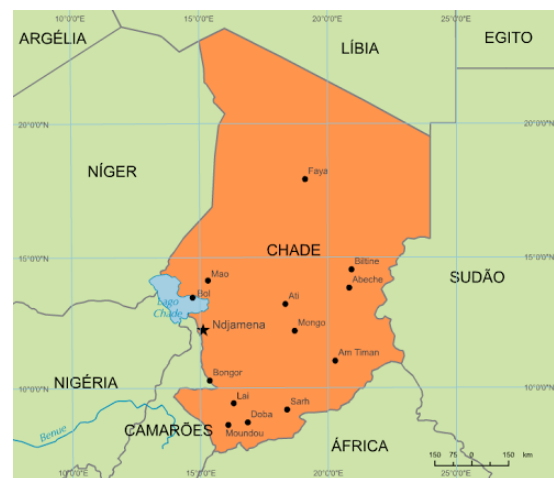 10°0'0"E 15°0'0"E 20°0'0"E 25°0'0"E
ARGÉLIA
LÍBIA
EGITO
20°0'0"N 20°0'0"N
NÍGER
Faya
CHADE
15°0'0"N 15°0'0"N
Mao
Biltine
Abeche
SUDÃO
Bol
Lago
Chade
Ati
Ndjamena
Mongo
Am Timan
Bongor
NIGÉRIA
10°0'0"N 10°0'0"N
Lai
Sarh
Doba
Benue
CAMARÕES
Moundou
ÁFRICA
150 75 0 150 km
10°0'0"E 15°0'0"E 20°0'0"E 25°0'0"E